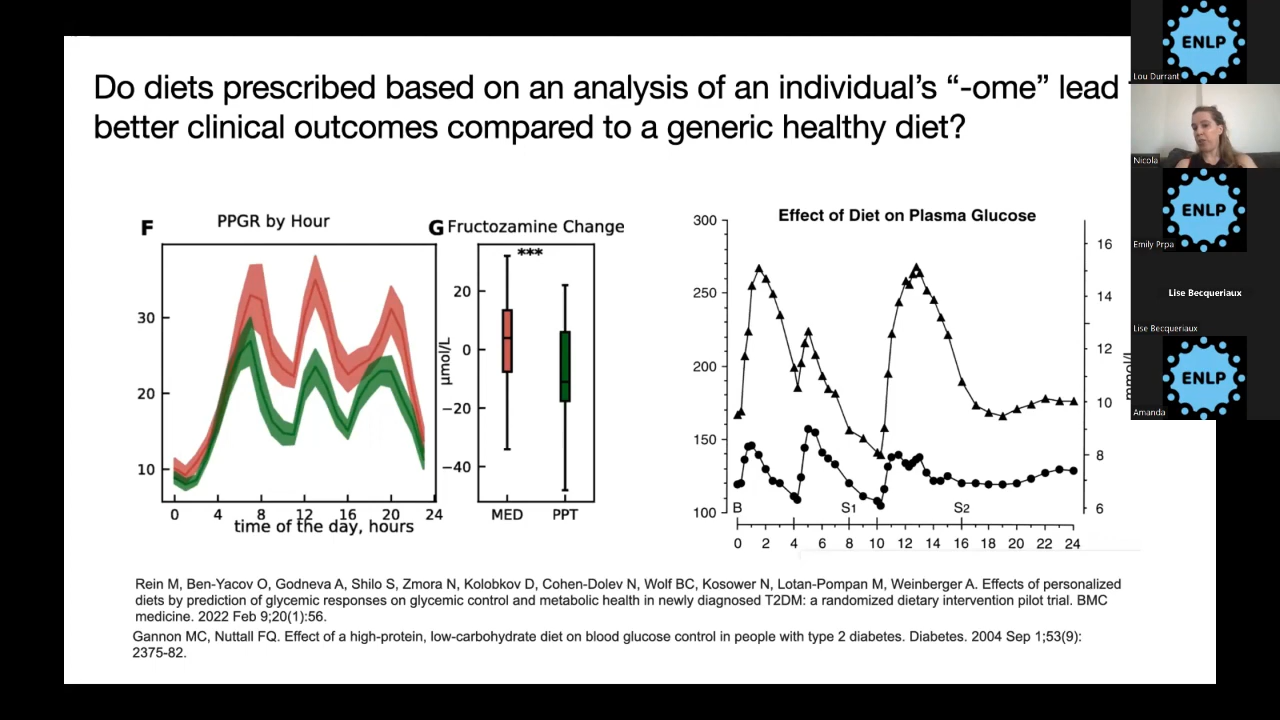 Do diets prescribed based on an analysis of an individual's “-ome” lead
better clinical outcomes compared to a generic healthy diet?
F
PPGR by Hour
30
20
10
0 4 8 12 16 20 24
time of the day, hours
G
Fructozamine Change
***
20
0
−20
−40
µmol/L
MED PPT
Effect of Diet on Plasma Glucose
300
250
200
150
100
16
14
12
10
8
6
mmol/l
B S1 S2
0 2 4 6 8 10 12 14 16 18 20 22 24
Rein M, Ben-Yacov O, Godneva A, Shilo S, Zmora N, Kolobkov D, Cohen-Dolev N, Wolf BC, Kosower N, Lotan-Pompan M, Weinberger A. Effects of personalized
diets by prediction of glycemic responses on glycemic control and metabolic health in newly diagnosed T2DM: a randomized dietary intervention pilot trial. BMC
medicine. 2022 Feb 9;20(1):56.
Gannon MC, Nuttall FQ. Effect of a high-protein, low-carbohydrate diet on blood glucose control in people with type 2 diabetes. Diabetes. 2004 Sep 1;53(9):
2375-82.
ENLP
Lou Durrant
Nicola
ENLP
Emily Prpa
Lise Becqueriaux
Lise Becqueriaux
ENLP
Amanda